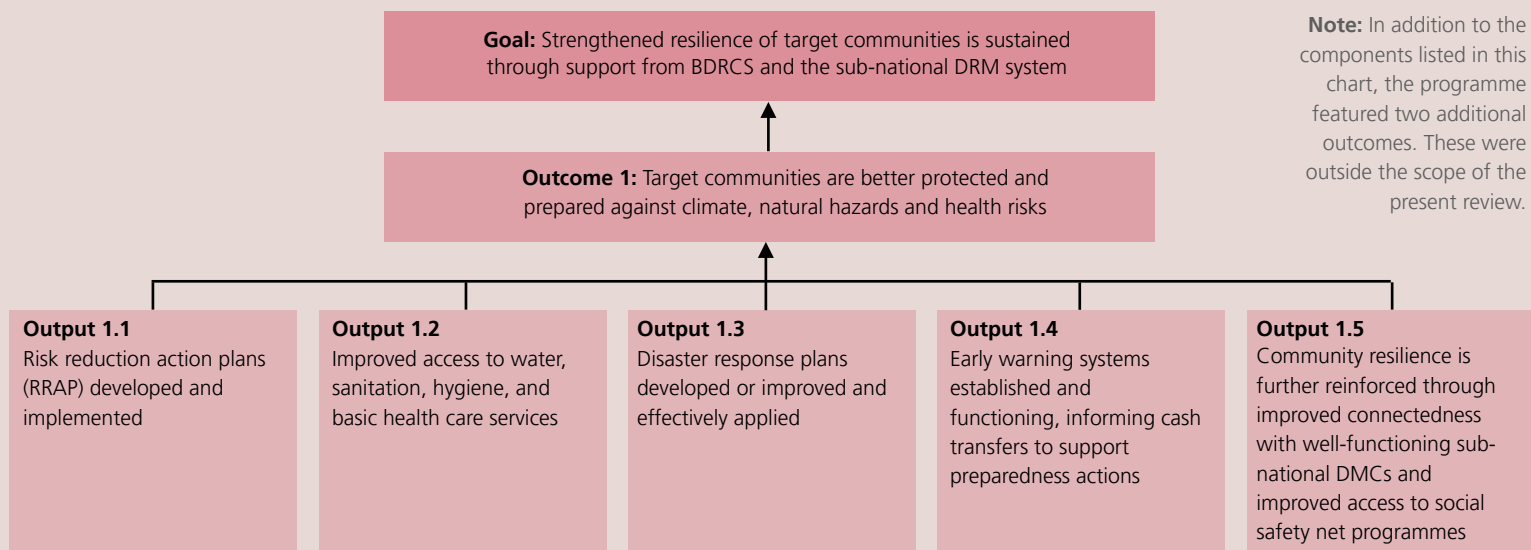 Goal: Strengthened resilience of target communities is sustained
through support from BDRCS and the sub-national DRM system
Note: In addition to the
components listed in this
chart, the programme
featured two additional
outcomes. These were
outside the scope of the
present review.
Outcome 1: Target communities are better protected and
prepared against climate, natural hazards and health risks
Output 1.1
Risk reduction action plans
(RRAP) developed and
implemented
Output 1.2
Improved access to water,
sanitation, hygiene, and
basic health care services
Output 1.3
Disaster response plans
developed or improved and
effectively applied
Output 1.4
Early warning systems
established and
functioning, informing cash
transfers to support
preparedness actions
Output 1.5
Community resilience is
further reinforced through
improved connectedness
with well-functioning sub-
national DMCs and
improved access to social
safety net programmes